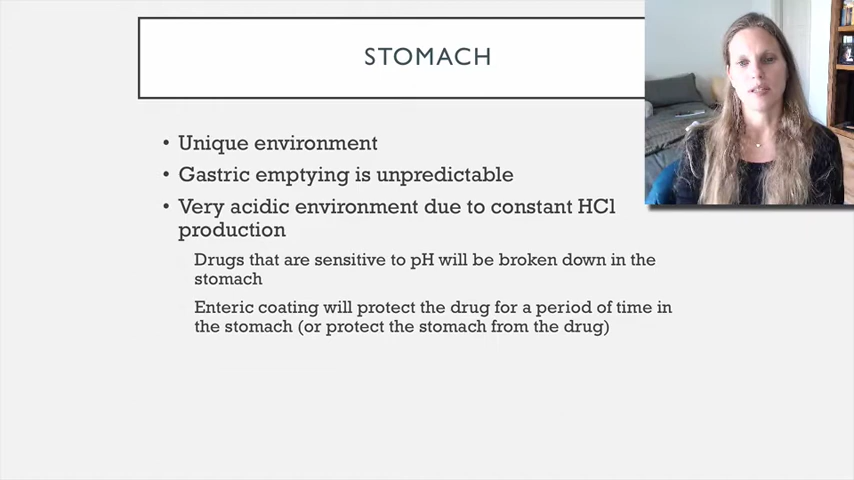 STOMACH
• Unique environment
• Gastric emptying is unpredictable
• Very acidic environment due to constant HCl
production
Drugs that are sensitive to pH will be broken down in the
stomach
Enteric coating will protect the drug for a period of time in
the stomach (or protect the stomach from the drug)